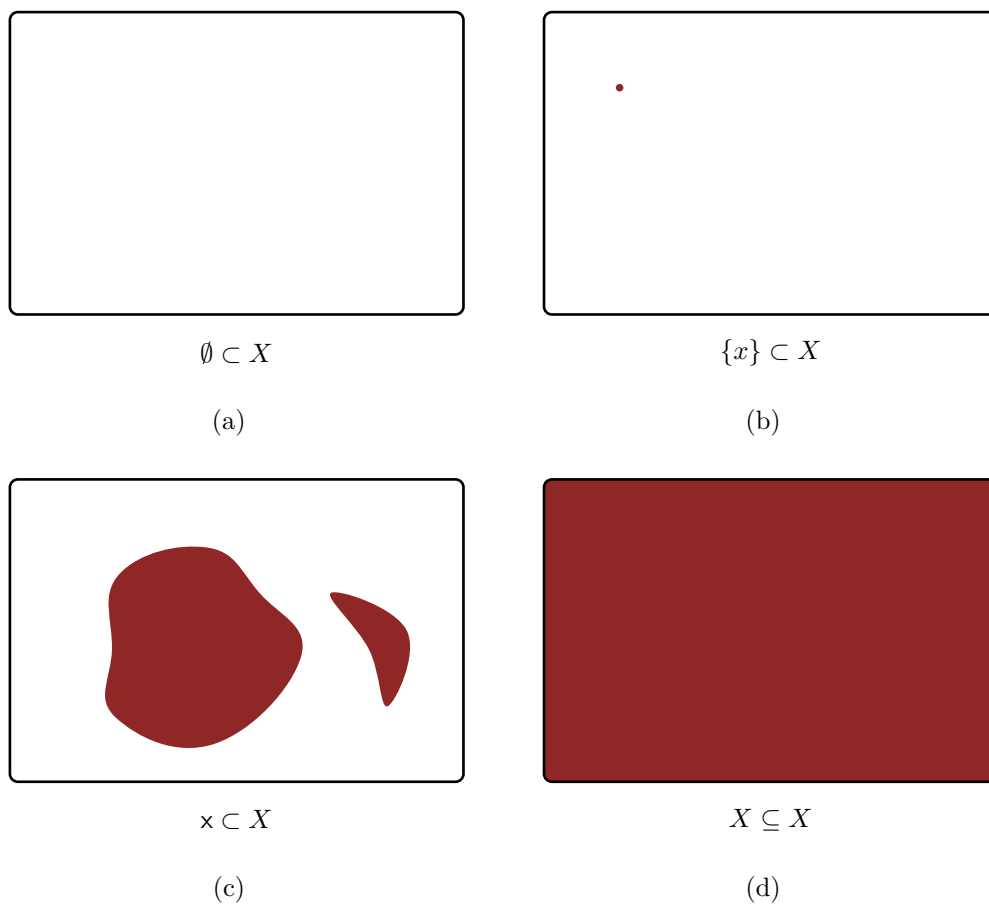 ∅ ⊂ X
{x} ⊂ X
(a)
(b)
x ⊂ X
X ⊆ X
(c)
(d)